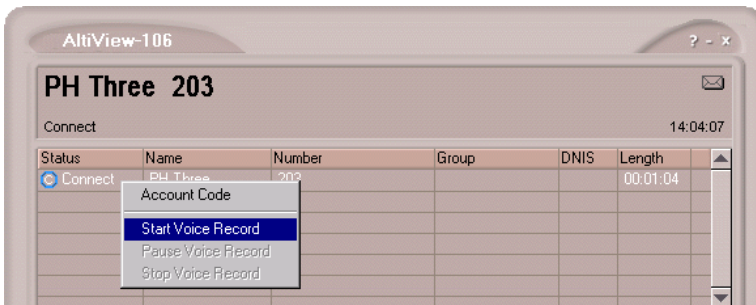 AltiView-106
? - x
PH Three 203
Connect
14:04:07
Status Name Number Group DNIS Length
Connect PH Three 203 00:01:04
Account Code
Start Voice Record
Pause Voice Record
Stop Voice Record